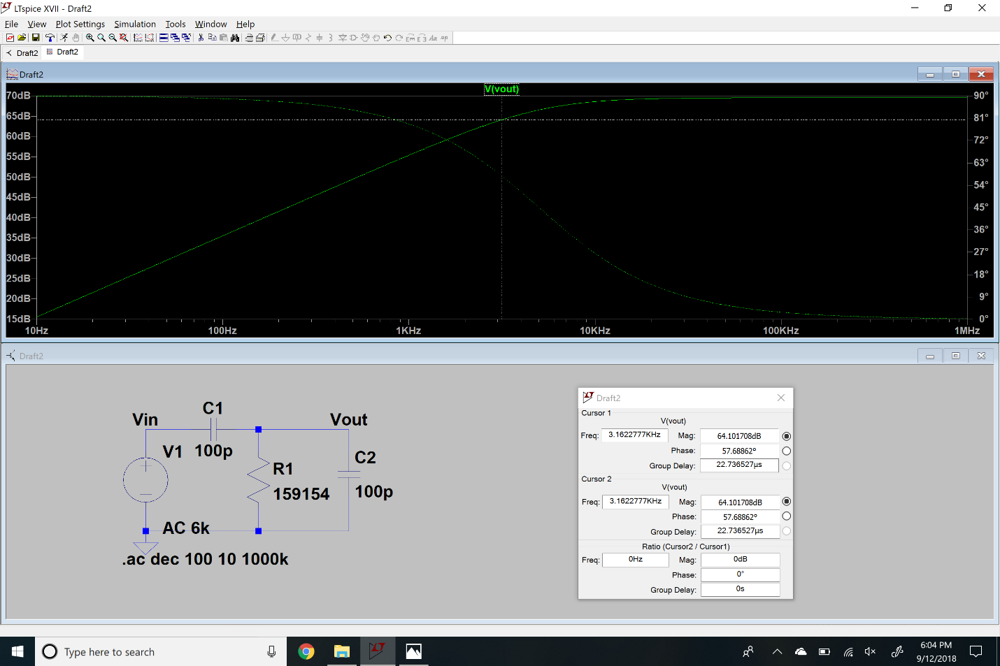 LTspice XVII - Draft2
File View Plot Settings Simulation Tools Window Help
Draft2 Draft2
Draft2
V(vout)
70dB 90°
65dB 81°
60dB 72°
55dB 63°
50dB 54°
45dB 45°
40dB 36°
35dB 27°
30dB 18°
25dB 9°
20dB 0°
15dB
10Hz 100Hz 1KHz 10KHz 100KHz 1MHz
Draft2
C1
Vin Vout
V1 100p
C2
R1
159154 100p
AC 6k
.ac dec 100 10 1000k
Draft2
Cursor 1
V(vout)
Freq: 3.1622777KHz Mag: 64.101708dB
Phase: 57.68862°
Group Delay: 22.736527µs
Cursor 2
V(vout)
Freq: 3.1622777KHz Mag: 64.101708dB
Phase: 57.68862°
Group Delay: 22.736527µs
Ratio (Cursor2 / Cursor1)
Freq: 0Hz Mag: 0dB
Phase: 0°
Group Delay: 0s
Type here to search
6:04 PM
9/12/2018